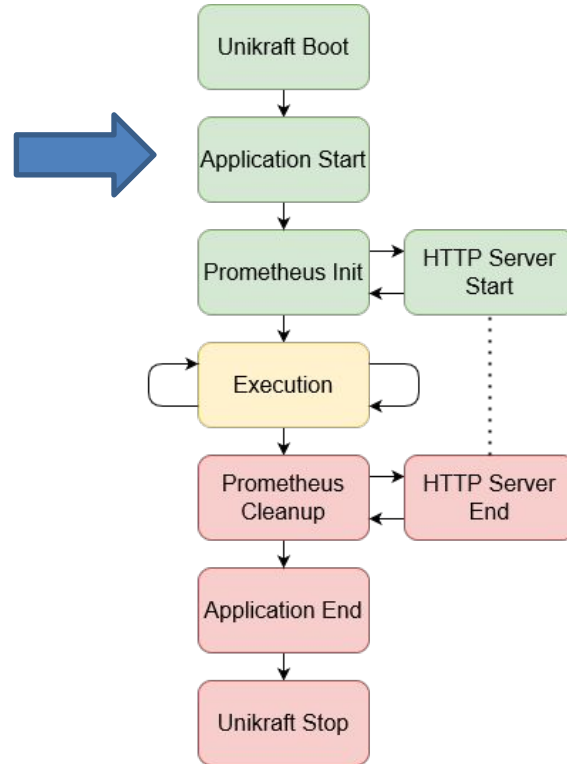 Unikraft Boot
Application Start
Prometheus Init
HTTP Server
Start
Execution
Prometheus
Cleanup
HTTP Server
End
Application End
Unikraft Stop